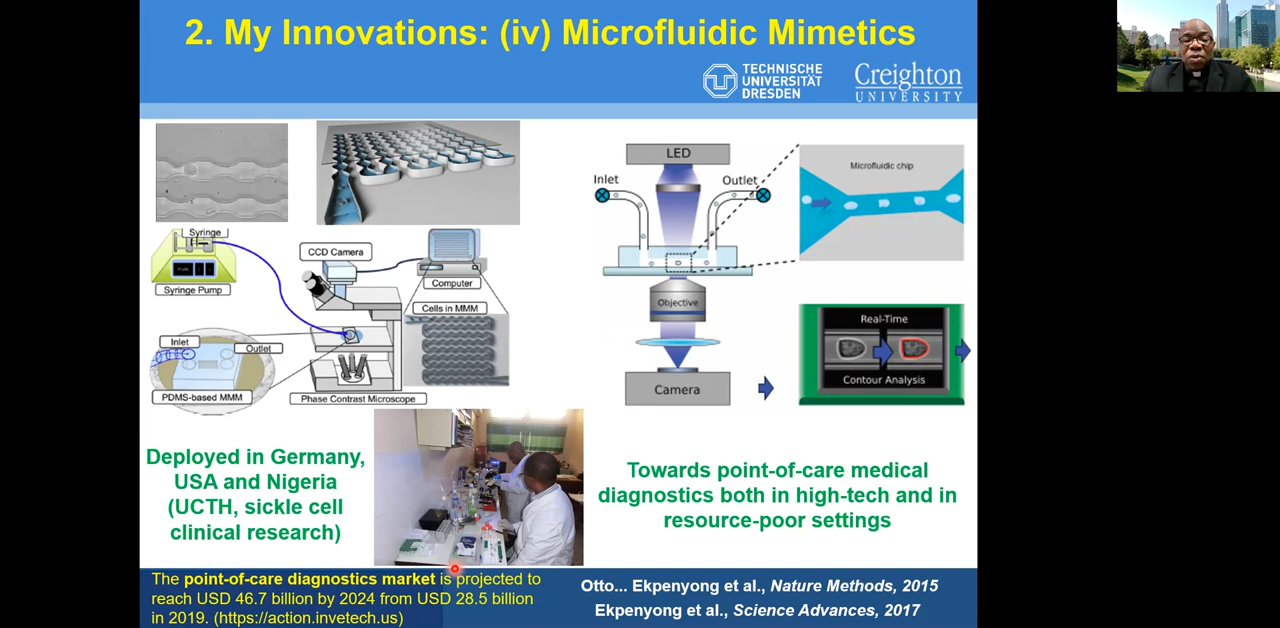 2. My Innovations: (iv) Microfluidic Mimetics
TECHNISCHE
UNIVERSITÄT
DRESDEN
Creighton
UNIVERSITY
Syringe
Syringe Pump
CCD Camera
Computer
Cells in MMM
Inlet
Outlet
PDMS-based MMM
Phase Contrast Microscope
LED
Inlet
Outlet
Objective
Camera
Microfluidic chip
Real-Time
Contour Analysis
Deployed in Germany,
USA and Nigeria
(UCTH, sickle cell
clinical research)
Towards point-of-care medical
diagnostics both in high-tech and in
resource-poor settings
The point-of-care diagnostics market is projected to
reach USD 46.7 billion by 2024 from USD 28.5 billion
in 2019. (https://action.invetech.us)
Otto... Ekpenyong et al., Nature Methods, 2015
Ekpenyong et al., Science Advances, 2017